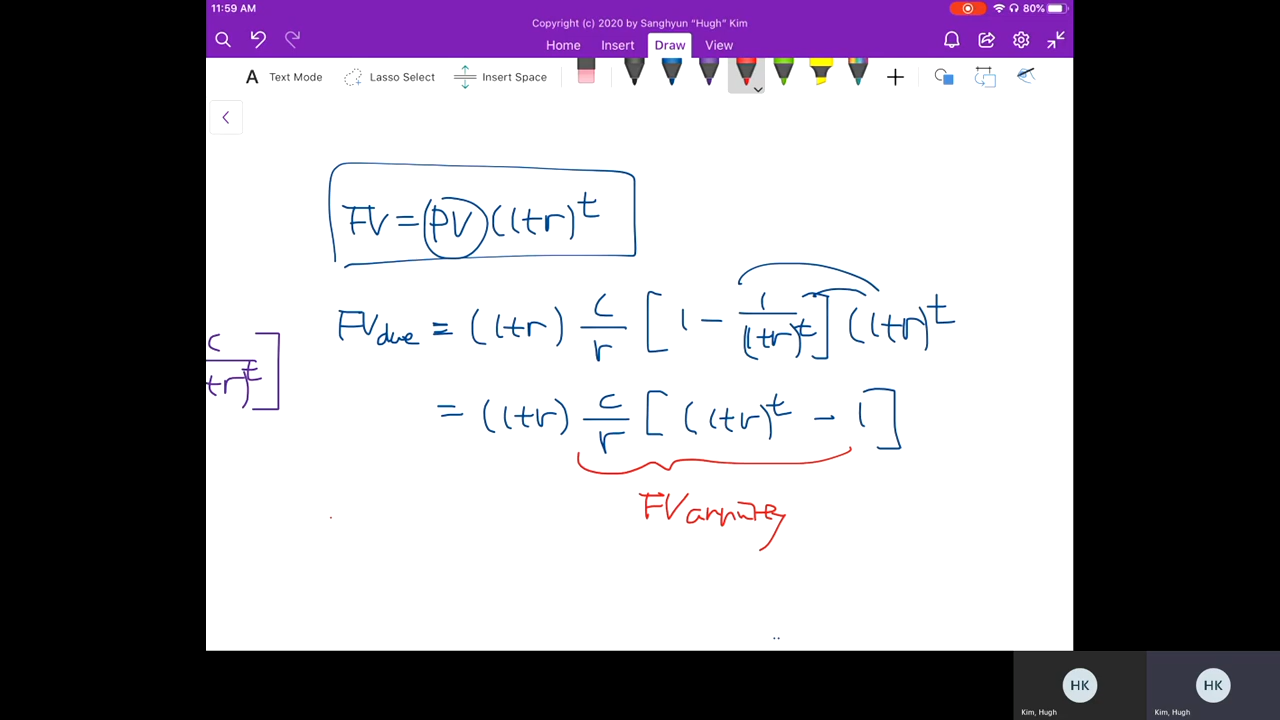 11:59 AM
80%
Copyright (c) 2020 by Sanghyun "Hugh" Kim
Home Insert Draw View
A Text Mode Lasso Select Insert Space
FV = (PV)(1+r)^t
FV due = (1+r) c/r [1 - 1/(1+r)^t] (1+r)^t
c
+r)^t ]
= (1+r) c/r [(1+r)^t - 1]
FV annuity
HK HK
Kim, Hugh Kim, Hugh